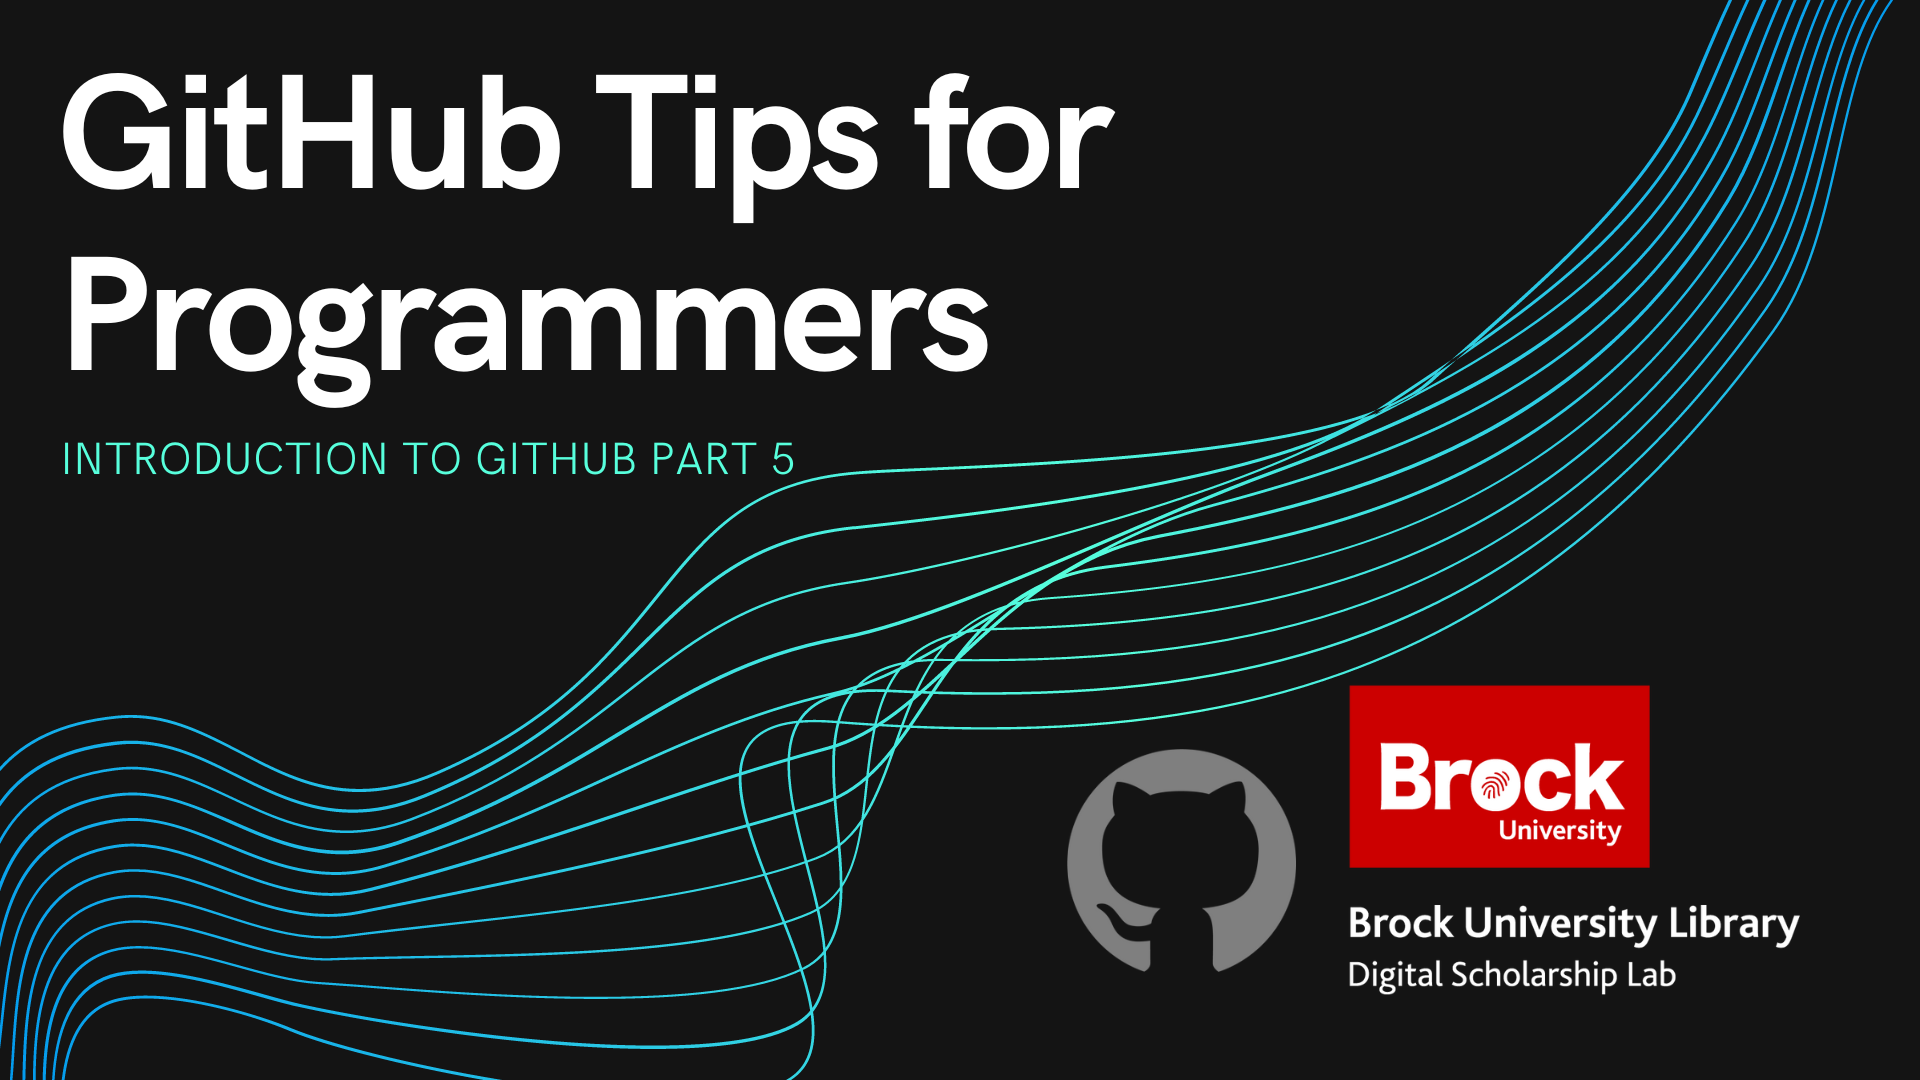 GitHub Tips for
Programmers
INTRODUCTION TO GITHUB PART 5
Brock
University
Brock University Library
Digital Scholarship Lab